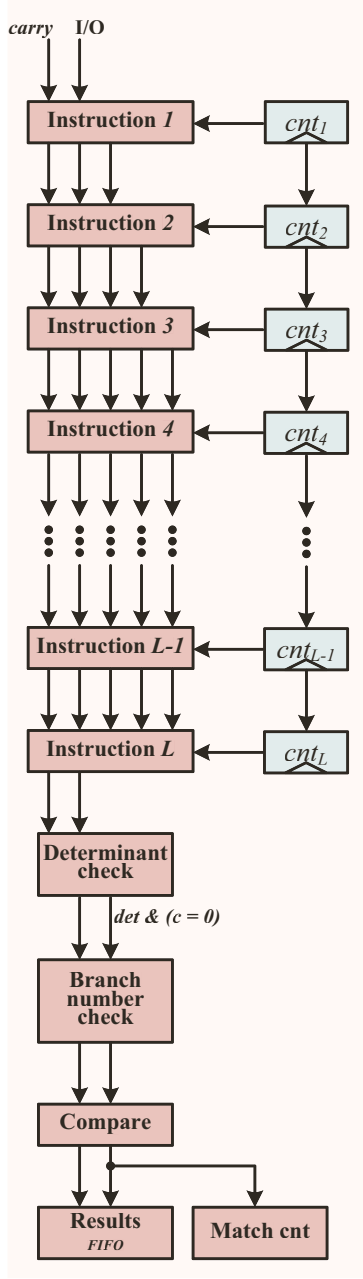 carry I/O
Instruction 1
cnt1
Instruction 2
cnt2
Instruction 3
cnt3
Instruction 4
cnt4
Instruction L-1
cntL-1
Instruction L
cntL
Determinant
check
det & (c = 0)
Branch
number
check
Compare
Results
FIFO
Match cnt